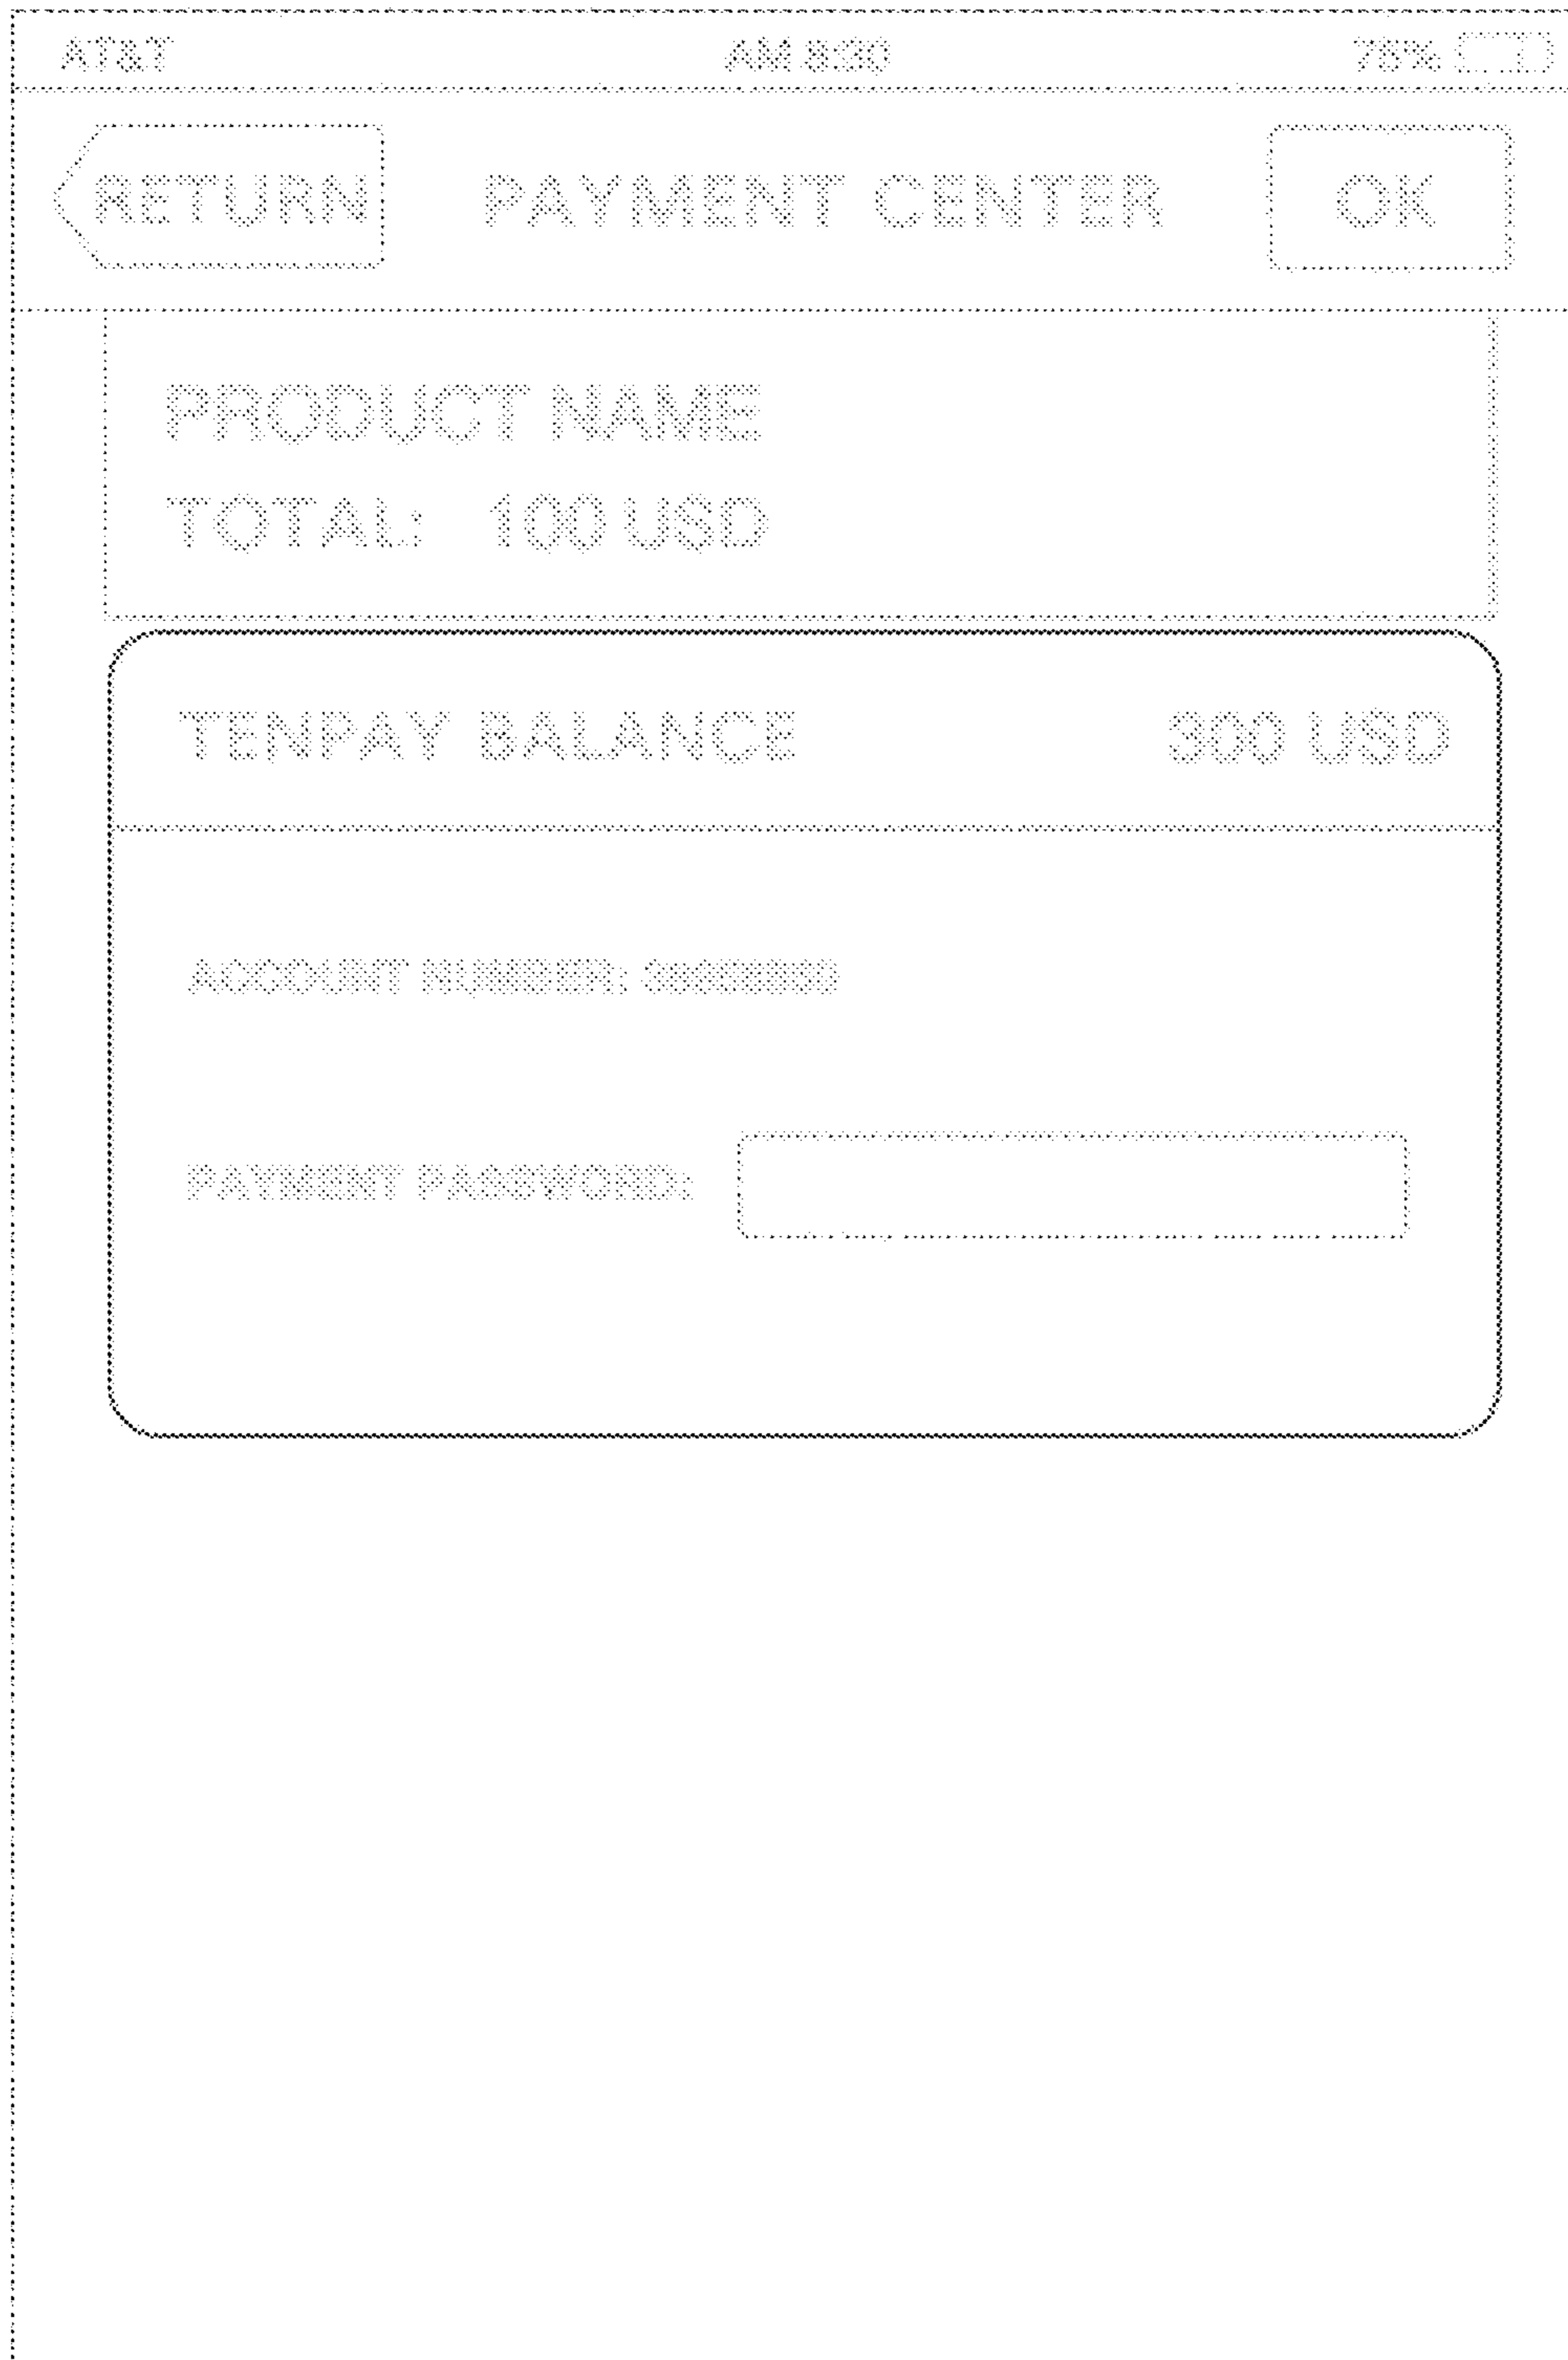 AT&T AM 8:30 75%
RETURN PAYMENT CENTER OK
PRODUCT NAME
TOTAL: 100 USD
TENPAY BALANCE 300 USD
ACCOUNT NUMBER:
PAYMENT PASSWORD: